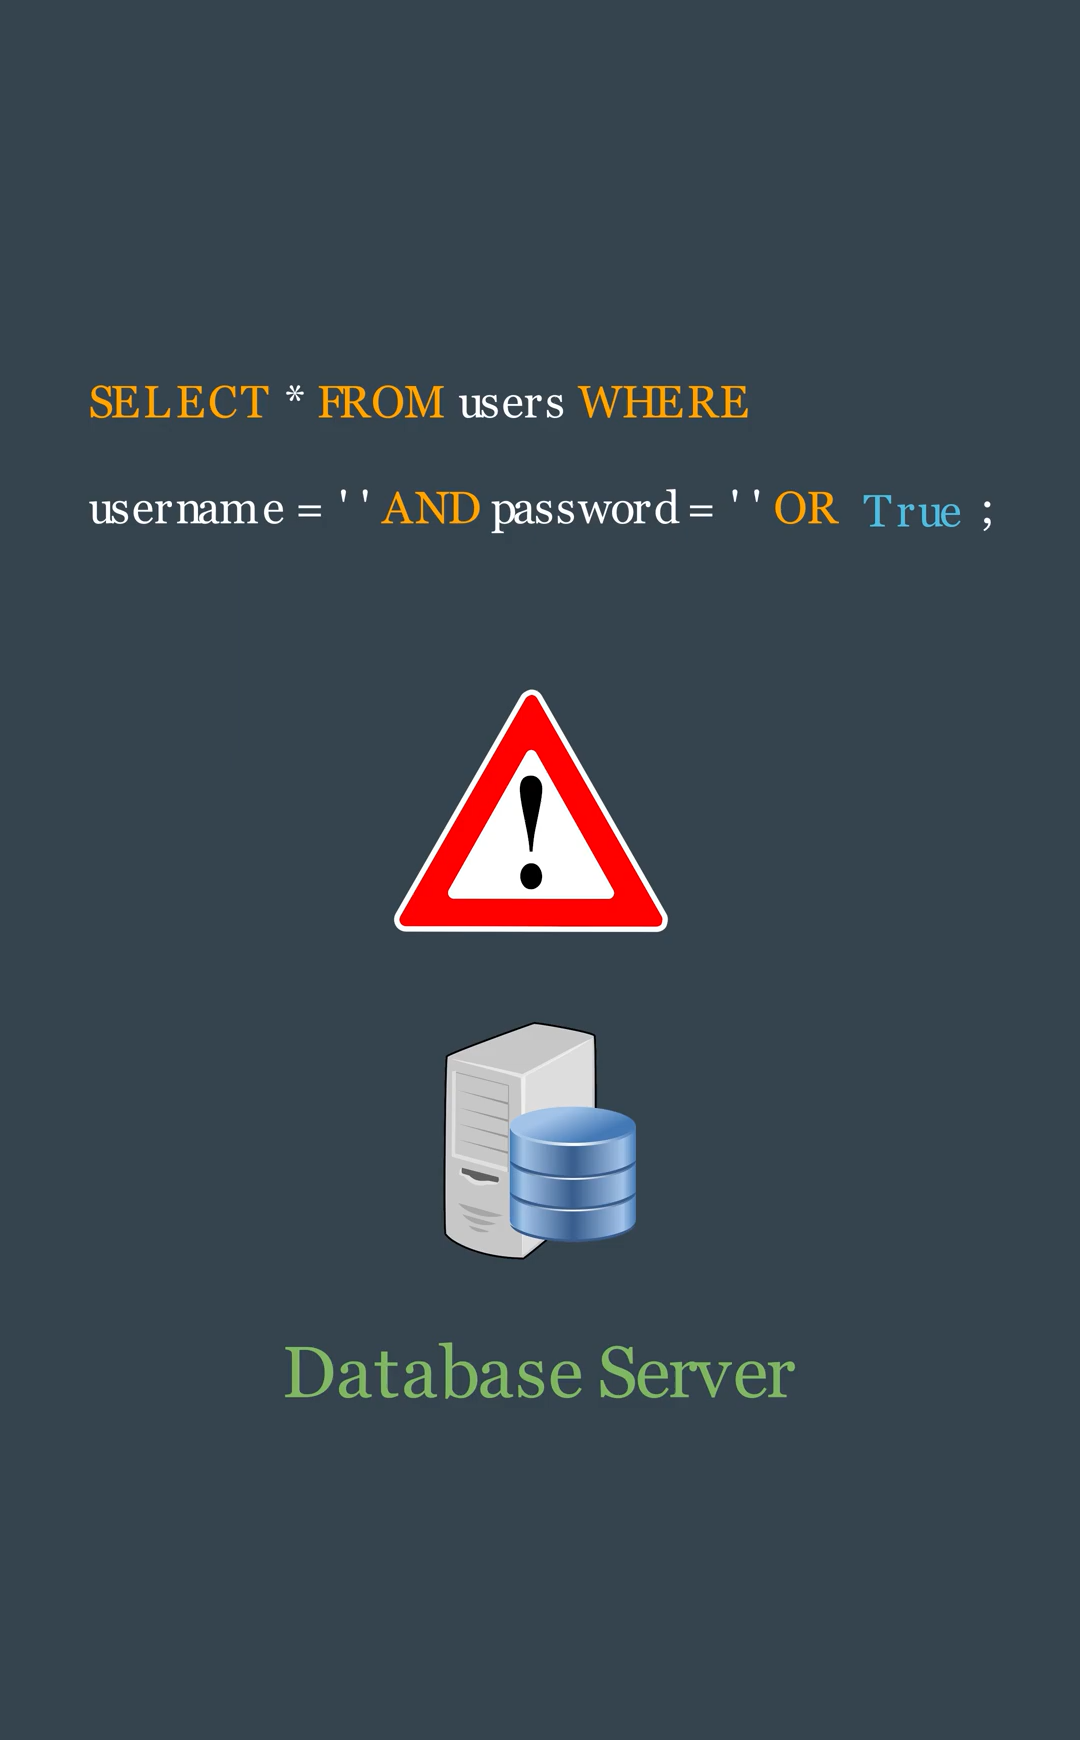 SELECT * FROM users WHERE
username = '' AND password = '' OR True ;
!
Database Server